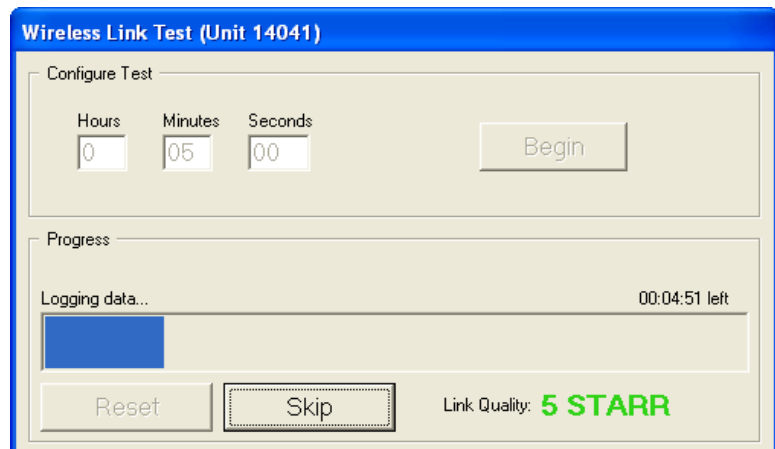 Wireless Link Test (Unit 14041)
Configure Test
Hours Minutes Seconds
0 05 00 Begin
Progress
Logging data... 00:04:51 left
Reset Skip Link Quality: 5 STARR